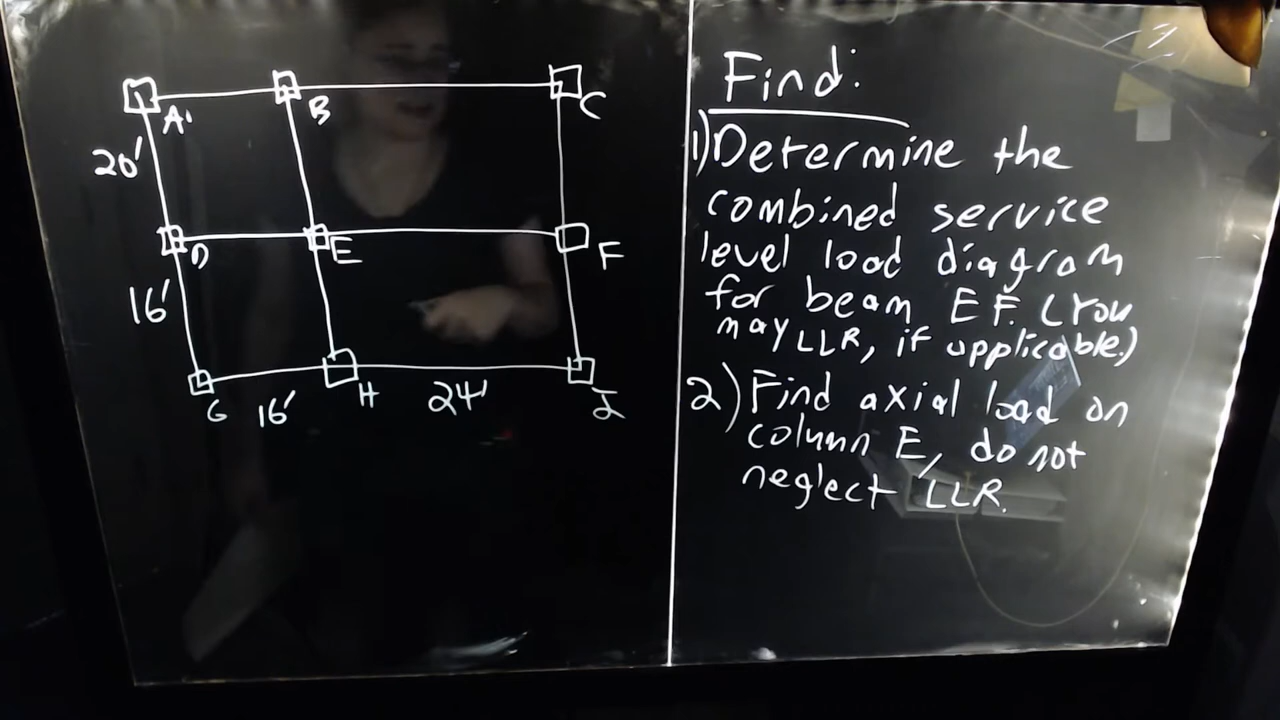 A
B
C
20'
D
E
F
16'
G
16'
H
24'
I
Find:
1) Determine the
combined service
level load diagram
for beam EF. (You
may LLR, if applicable.)
2) Find axial load on
column E, do not
neglect LLR.